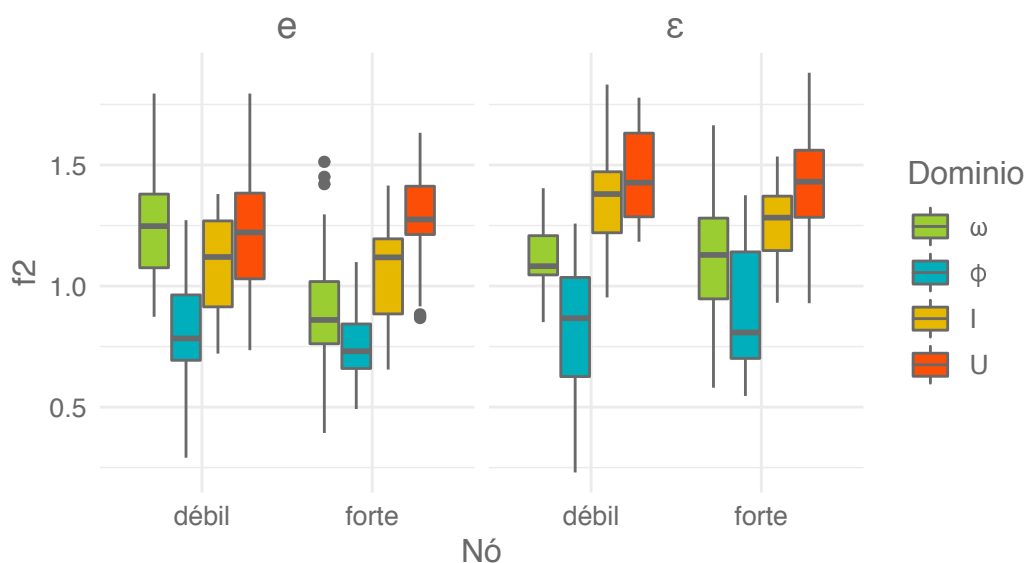 e
ε
f2
1.5
1.0
0.5
débil
forte
débil
forte
Nó
Dominio
ω
ϕ
I
U